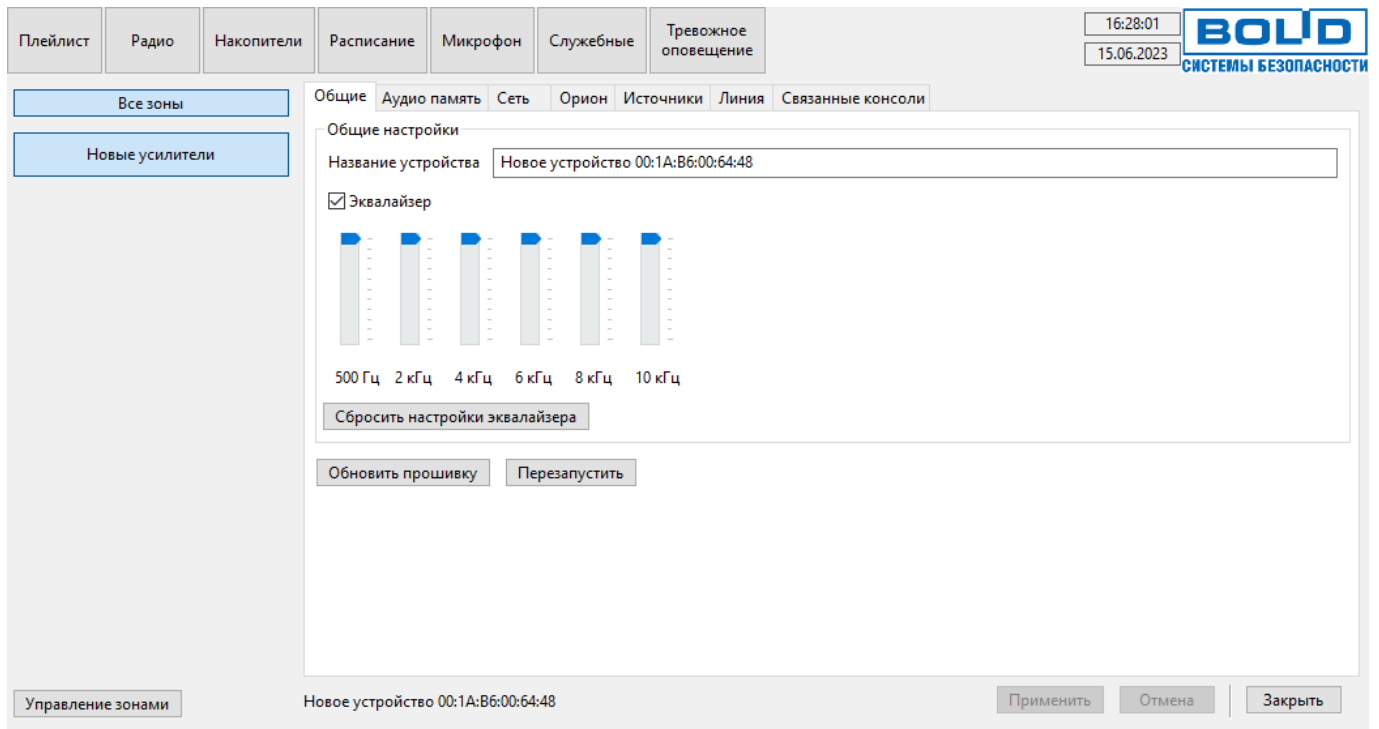 Плейлист
Радио
Накопители
Расписание
Микрофон
Служебные
Тревожное
оповещение
16:28:01
15.06.2023
BOLID
СИСТЕМЫ БЕЗОПАСНОСТИ
Все зоны
Новые усилители
Общие
Аудио память
Сеть
Орион
Источники
Линия
Связанные консоли
Общие настройки
Название устройства
Новое устройство 00:1A:B6:00:64:48
Эквалайзер
500 Гц
2 кГц
4 кГц
6 кГц
8 кГц
10 кГц
Сбросить настройки эквалайзера
Обновить прошивку
Перезапустить
Управление зонами
Новое устройство 00:1A:B6:00:64:48
Применить
Отмена
Закрыть